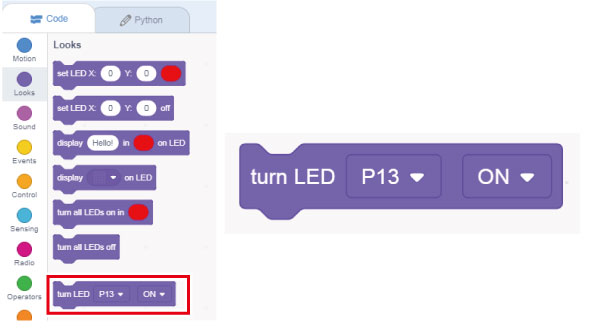 Code
Python
Motion
Looks
Sound
Events
Control
Sensing
Radio
Operators
Looks
set LED X: 0 Y: 0
set LED X: 0 Y: 0 off
display Hello! in on LED
display on LED
turn all LEDs on in
turn all LEDs off
turn LED P13 ON
turn LED P13 ON